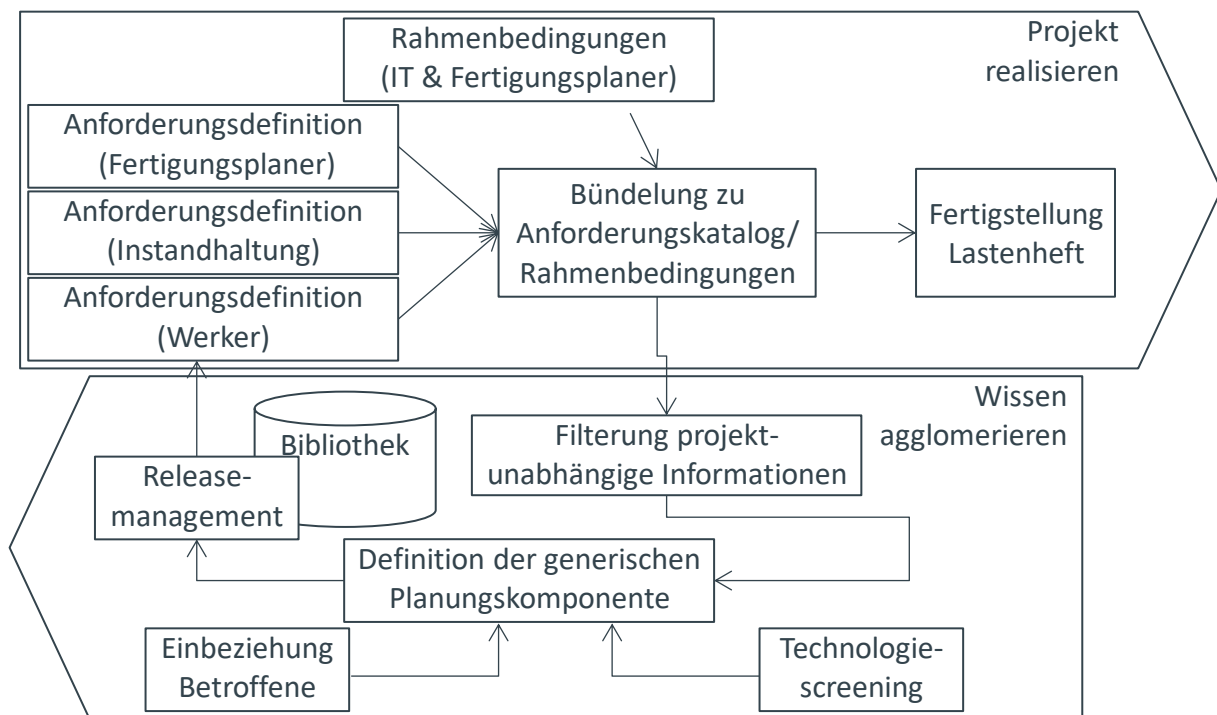 Rahmenbedingungen
(IT & Fertigungsplaner)
Projekt
realisieren
Anforderungsdefinition
(Fertigungsplaner)
Anforderungsdefinition
(Instandhaltung)
Anforderungsdefinition
(Werker)
Bündelung zu
Anforderungskatalog/
Rahmenbedingungen
Fertigstellung
Lastenheft
Wissen
agglomerieren
Bibliothek
Filterung projekt-
unabhängige Informationen
Release-
management
Definition der generischen
Planungskomponente
Einbeziehung
Betroffene
Technologie-
screening